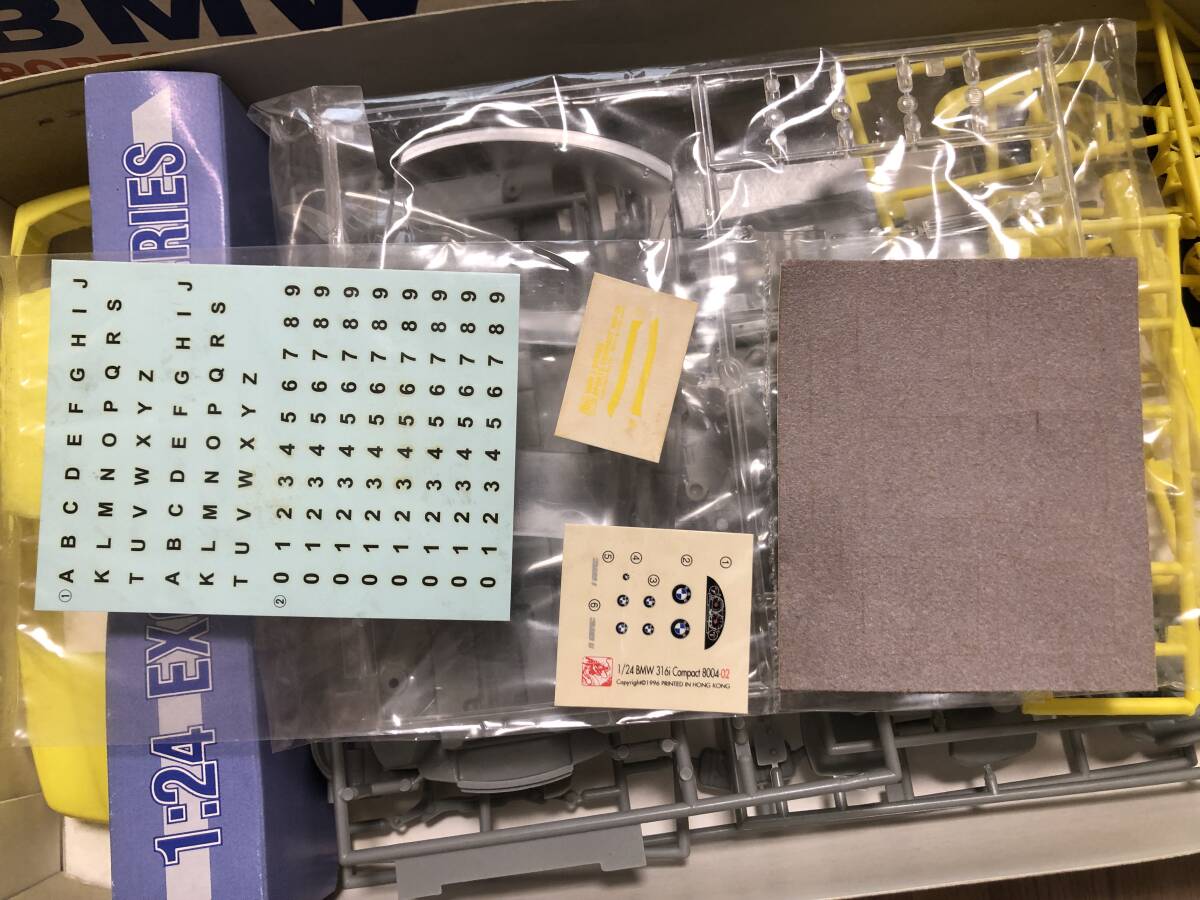 BMW
1:24 EXC
RIES
① A B C D E F G H I J
K L M N O P Q R S
T U V W X Y Z
A B C D E F G H I J
K L M N O P Q R S
T U V W X Y Z
② 0 1 2 3 4 5 6 7 8 9
0 1 2 3 4 5 6 7 8 9
0 1 2 3 4 5 6 7 8 9
0 1 2 3 4 5 6 7 8 9
0 1 2 3 4 5 6 7 8 9
0 1 2 3 4 5 6 7 8 9
0 1 2 3 4 5 6 7 8 9
0 1 2 3 4 5 6 7 8 9
⑤ ④ ② ①
③
⑥
1/24 BMW 316i Compact 8004-02
Copyright©1996 PRINTED IN HONG KONG